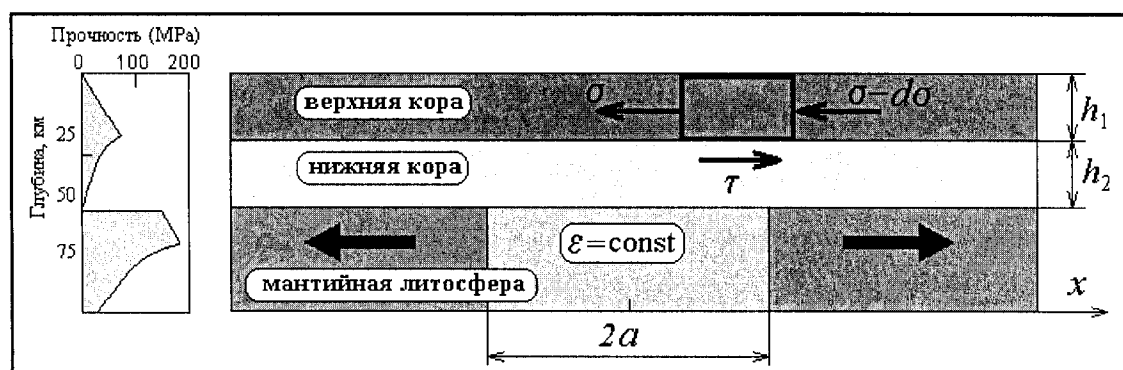 Прочность (MPa)
0 100 200
Глубина, км
25
50
75
верхняя кора
σ
σ-dσ
h₁
нижняя кора
τ
h₂
ε=const
мантийная литосфера
x
2a